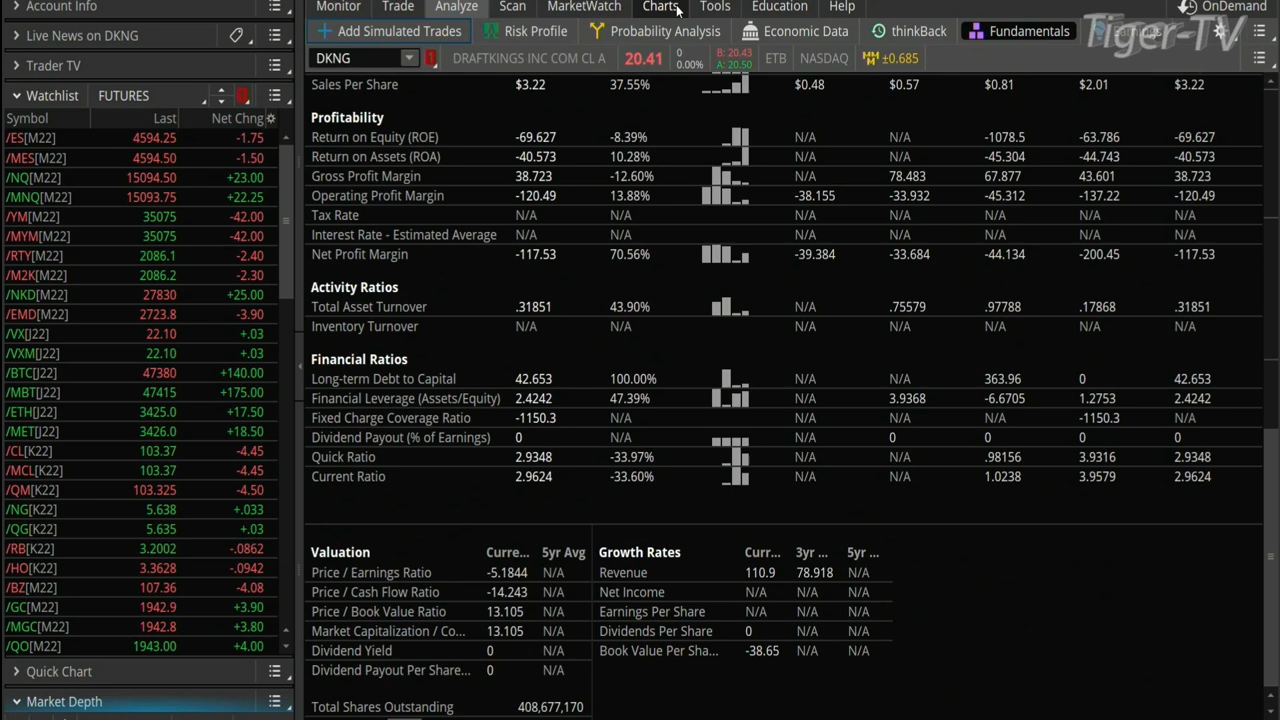 Account Info
Monitor Trade Analyze Scan MarketWatch Charts Tools Education Help OnDemand
Live News on DKNG
Add Simulated Trades Risk Profile Probability Analysis Economic Data thinkBack Fundamentals
Tiger-TV
Trader TV
DKNG 1 DRAFTKINGS INC COM CL A 20.41 0 0.00% B: 20.43 A: 20.50 ETB NASDAQ ±0.685
Watchlist FUTURES
Symbol Last Net Chng
/ES[M22] 4594.25 -1.75
/MES[M22] 4594.50 -1.50
/NQ[M22] 15094.50 +23.00
/MNQ[M22] 15093.75 +22.25
/YM[M22] 35075 -42.00
/MYM[M22] 35075 -42.00
/RTY[M22] 2086.1 -2.40
/M2K[M22] 2086.2 -2.30
/NKD[M22] 27830 +25.00
/EMD[M22] 2723.8 -3.90
/VX[J22] 22.10 +.03
/VXM[J22] 22.10 +.03
/BTC[J22] 47380 +140.00
/MBT[J22] 47415 +175.00
/ETH[J22] 3425.0 +17.50
/MET[J22] 3426.0 +18.50
/CL[K22] 103.37 -4.45
/MCL[K22] 103.37 -4.45
/QM[K22] 103.325 -4.50
/NG[K22] 5.638 +.033
/QG[K22] 5.635 +.03
/RB[K22] 3.2002 -.0862
/HO[K22] 3.3628 -.0942
/BZ[M22] 107.36 -4.08
/GC[M22] 1942.9 +3.90
/MGC[M22] 1942.8 +3.80
/QO[M22] 1943.00 +4.00
Quick Chart
Market Depth
Sales Per Share $3.22 37.55% $0.48 $0.57 $0.81 $2.01 $3.22
Profitability
Return on Equity (ROE) -69.627 -8.39% N/A N/A -1078.5 -63.786 -69.627
Return on Assets (ROA) -40.573 10.28% N/A N/A -45.304 -44.743 -40.573
Gross Profit Margin 38.723 -12.60% N/A 78.483 67.877 43.601 38.723
Operating Profit Margin -120.49 13.88% -38.155 -33.932 -45.312 -137.22 -120.49
Tax Rate N/A N/A N/A N/A N/A N/A N/A
Interest Rate - Estimated Average N/A N/A N/A N/A N/A N/A N/A
Net Profit Margin -117.53 70.56% -39.384 -33.684 -44.134 -200.45 -117.53
Activity Ratios
Total Asset Turnover .31851 43.90% N/A .75579 .97788 .17868 .31851
Inventory Turnover N/A N/A N/A N/A N/A N/A N/A
Financial Ratios
Long-term Debt to Capital 42.653 100.00% N/A N/A 363.96 0 42.653
Financial Leverage (Assets/Equity) 2.4242 47.39% N/A 3.9368 -6.6705 1.2753 2.4242
Fixed Charge Coverage Ratio -1150.3 N/A N/A N/A N/A -1150.3 N/A
Dividend Payout (% of Earnings) 0 N/A N/A 0 0 0 0
Quick Ratio 2.9348 -33.97% N/A N/A .98156 3.9316 2.9348
Current Ratio 2.9624 -33.60% N/A N/A 1.0238 3.9579 2.9624
Valuation Curre... 5yr Avg
Price / Earnings Ratio -5.1844 N/A
Price / Cash Flow Ratio -14.243 N/A
Price / Book Value Ratio 13.105 N/A
Market Capitalization / Co... 13.105 N/A
Dividend Yield 0 N/A
Dividend Payout Per Share... 0 N/A
Total Shares Outstanding 408,677,170
Growth Rates Curr... 3yr ... 5yr ...
Revenue 110.9 78.918 N/A
Net Income N/A N/A N/A
Earnings Per Share N/A N/A N/A
Dividends Per Share 0 N/A N/A
Book Value Per Sha... -38.65 N/A N/A